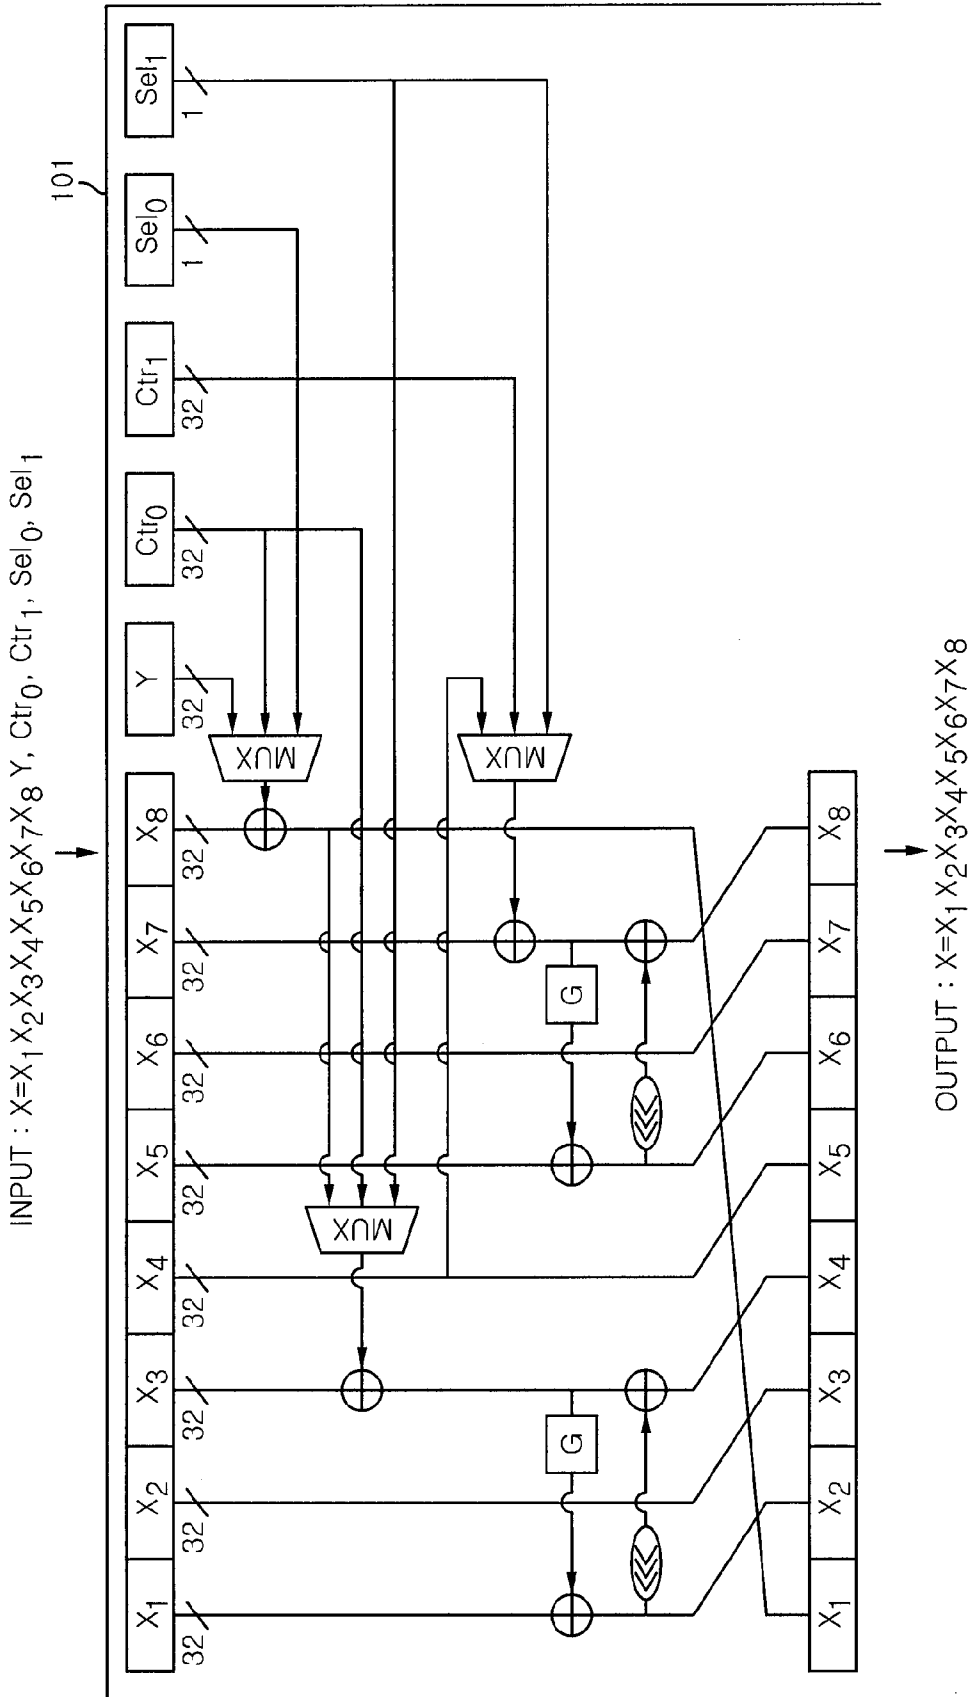 INPUT : X=X1X2X3X4X5X6X7X8 Y, Ctr0, Ctr1, Sel0, Sel1
101
X1 X2 X3 X4 X5 X6 X7 X8 Y Ctr0 Ctr1 Sel0 Sel1
32 32 32 32 32 32 32 32 32 32 32 1 1
MUX
MUX
MUX
G G
X1 X2 X3 X4 X5 X6 X7 X8
OUTPUT : X=X1X2X3X4X5X6X7X8